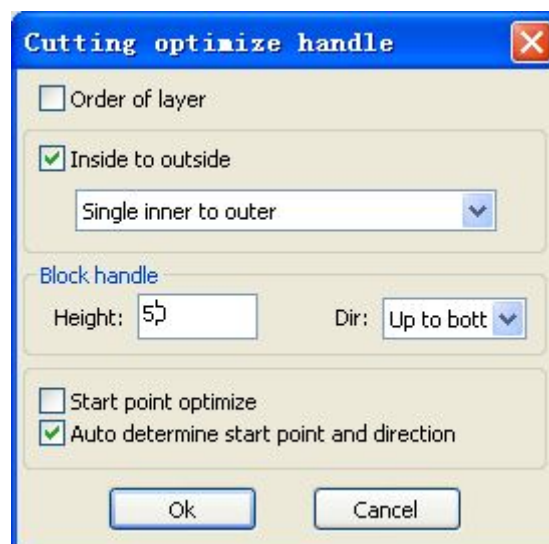 Cutting optimize handle
Order of layer
Inside to outside
Single inner to outer
Block handle
Height: Dir: Up to bott
Start point optimize
Auto determine start point and direction
Ok Cancel